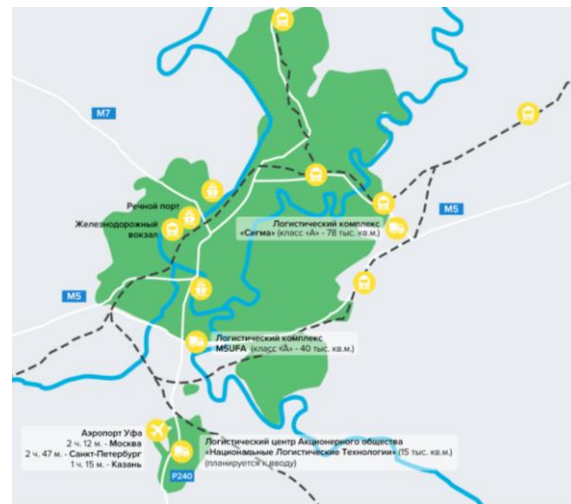 M7
Речной порт
Железнодорожный
вокзал
Логистический комплекс
«Сигма» (класс «А» - 78 тыс. кв.м.)
M5
M5
Логистический комплекс
M5UFA (класс «А» - 40 тыс. кв.м.)
Аэропорт Уфа
2 ч. 12 м. - Москва
2 ч. 47 м. - Санкт-Петербург
1 ч. 15 м. - Казань
Логистический центр Акционерного общества
«Национальные Логистические Технологии» (15 тыс. кв.м.)
(планируется к вводу)
P240